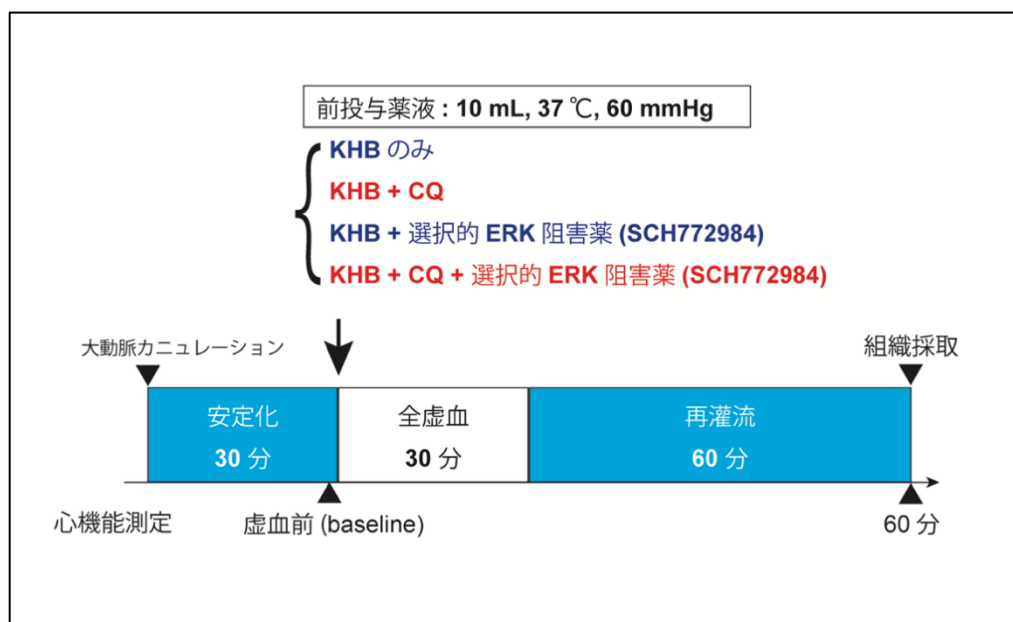 前投与薬液 : 10 mL, 37 ℃, 60 mmHg
KHB のみ
KHB + CQ
KHB + 選択的 ERK 阻害薬 (SCH772984)
KHB + CQ + 選択的 ERK 阻害薬 (SCH772984)
大動脈カニュレーション
組織採取
安定化
30 分
全虚血
30 分
再灌流
60 分
心機能測定
虚血前 (baseline)
60 分